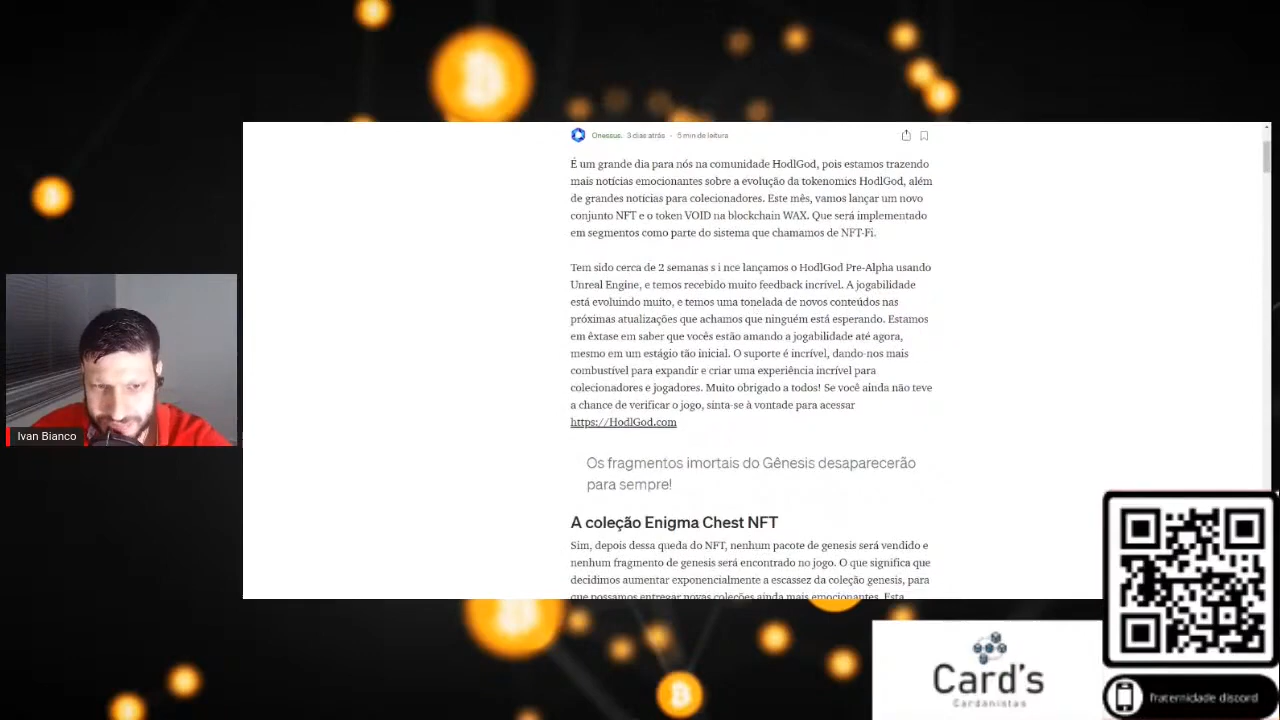 Onessus. 3 dias atrás · 5 min de leitura
É um grande dia para nós na comunidade HodlGod, pois estamos trazendo
mais notícias emocionantes sobre a evolução da tokenomics HodlGod, além
de grandes notícias para colecionadores. Este mês, vamos lançar um novo
conjunto NFT e o token VOID na blockchain WAX. Que será implementado
em segmentos como parte do sistema que chamamos de NFT-Fi.
Tem sido cerca de 2 semanas s i nce lançamos o HodlGod Pre-Alpha usando
Unreal Engine, e temos recebido muito feedback incrível. A jogabilidade
está evoluindo muito, e temos uma tonelada de novos conteúdos nas
próximas atualizações que achamos que ninguém está esperando. Estamos
em êxtase em saber que vocês estão amando a jogabilidade até agora,
mesmo em um estágio tão inicial. O suporte é incrível, dando-nos mais
combustível para expandir e criar uma experiência incrível para
colecionadores e jogadores. Muito obrigado a todos! Se você ainda não teve
a chance de verificar o jogo, sinta-se à vontade para acessar
https://HodlGod.com
Os fragmentos imortais do Gênesis desaparecerão
para sempre!
A coleção Enigma Chest NFT
Sim, depois dessa queda do NFT, nenhum pacote de genesis será vendido e
nenhum fragmento de genesis será encontrado no jogo. O que significa que
decidimos aumentar exponencialmente a escassez da coleção genesis, para
que possamos entregar novas coleções ainda mais emocionantes. Esta
Ivan Bianco
Card's
Cardanistas
fraternidade discord